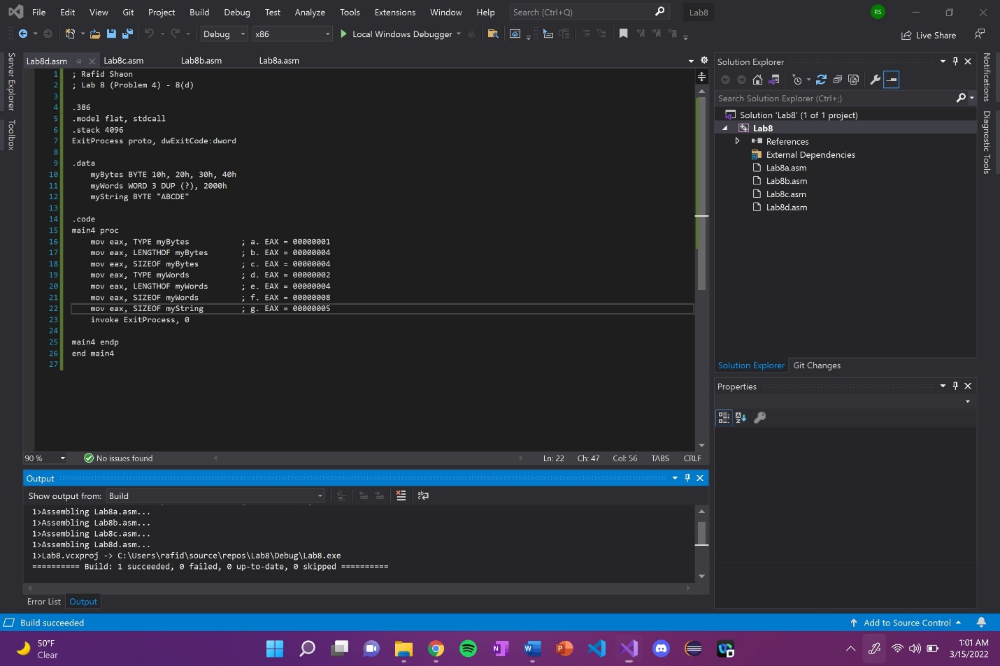 File Edit View Git Project Build Debug Test Analyze Tools Extensions Window Help Search (Ctrl+Q) Lab8 RS
Debug x86 Local Windows Debugger Live Share
Server Explorer
Toolbox
Lab8d.asm Lab8c.asm Lab8b.asm Lab8a.asm
1 ; Rafid Shaon
2 ; Lab 8 (Problem 4) - 8(d)
3
4 .386
5 .model flat, stdcall
6 .stack 4096
7 ExitProcess proto, dwExitCode:dword
8
9 .data
10 myBytes BYTE 10h, 20h, 30h, 40h
11 myWords WORD 3 DUP (?), 2000h
12 myString BYTE "ABCDE"
13
14 .code
15 main4 proc
16 mov eax, TYPE myBytes ; a. EAX = 00000001
17 mov eax, LENGTHOF myBytes ; b. EAX = 00000004
18 mov eax, SIZEOF myBytes ; c. EAX = 00000004
19 mov eax, TYPE myWords ; d. EAX = 00000002
20 mov eax, LENGTHOF myWords ; e. EAX = 00000004
21 mov eax, SIZEOF myWords ; f. EAX = 00000008
22 mov eax, SIZEOF myString ; g. EAX = 00000005
23 invoke ExitProcess, 0
24
25 main4 endp
26 end main4
27
90 % No issues found Ln: 22 Ch: 47 Col: 56 TABS CRLF
Output
Show output from: Build
1>Assembling Lab8a.asm...
1>Assembling Lab8b.asm...
1>Assembling Lab8c.asm...
1>Assembling Lab8d.asm...
1>Lab8.vcxproj -> C:\Users\rafid\source\repos\Lab8\Debug\Lab8.exe
========== Build: 1 succeeded, 0 failed, 0 up-to-date, 0 skipped ==========
Error List Output
Solution Explorer
Search Solution Explorer (Ctrl+;)
Solution 'Lab8' (1 of 1 project)
Lab8
References
External Dependencies
Lab8a.asm
Lab8b.asm
Lab8c.asm
Lab8d.asm
Solution Explorer Git Changes
Properties
Notifications
Diagnostic Tools
Build succeeded Add to Source Control
50°F
Clear
1:01 AM
3/15/2022